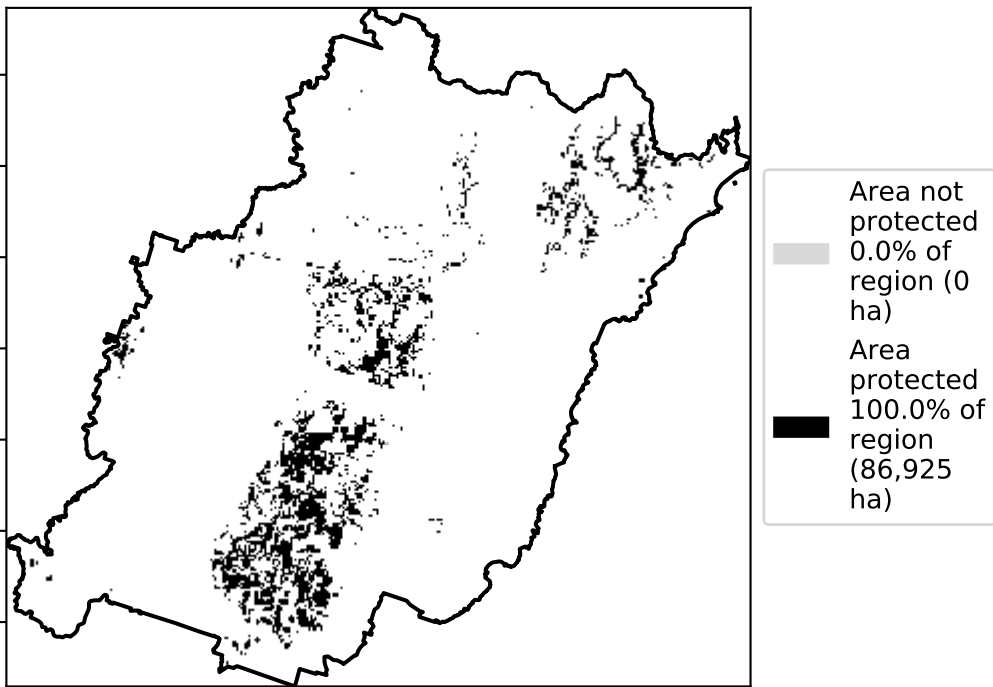 Area not
protected
0.0% of
region (0
ha)
Area
protected
100.0% of
region
(86,925
ha)